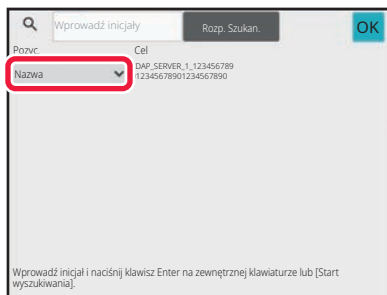 Wprowadź inicjały
Rozp. Szukan.
OK
Pozyc.
Cel
Nazwa
DAP_SERVER_1_123456789
12345678901234567890
Wprowadź inicjał i naciśnij klawisz Enter na zewnętrznej klawiaturze lub [Start
wyszukiwania].